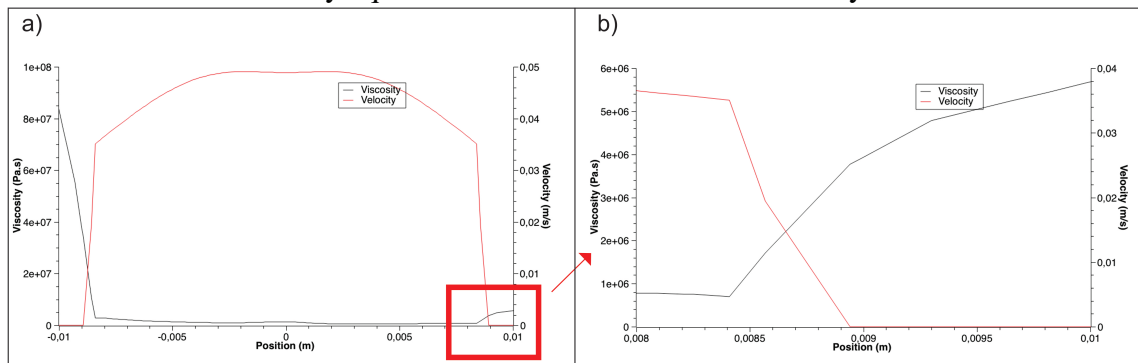 a)
Viscosity
Velocity
1e+08
8e+07
6e+07
4e+07
2e+07
0
Viscosity (Pa.s)
0,05
0,04
0,03
0,02
0,01
0
Velocity (m/s)
-0,01 -0,005 0 0,005 0,01
Position (m)
b)
Viscosity
Velocity
6e+06
5e+06
4e+06
3e+06
2e+06
1e+06
0
Viscosity (Pa.s)
0,04
0,03
0,02
0,01
0
Velocity (m/s)
0,008 0,0085 0,009 0,0095 0,01
Position (m)